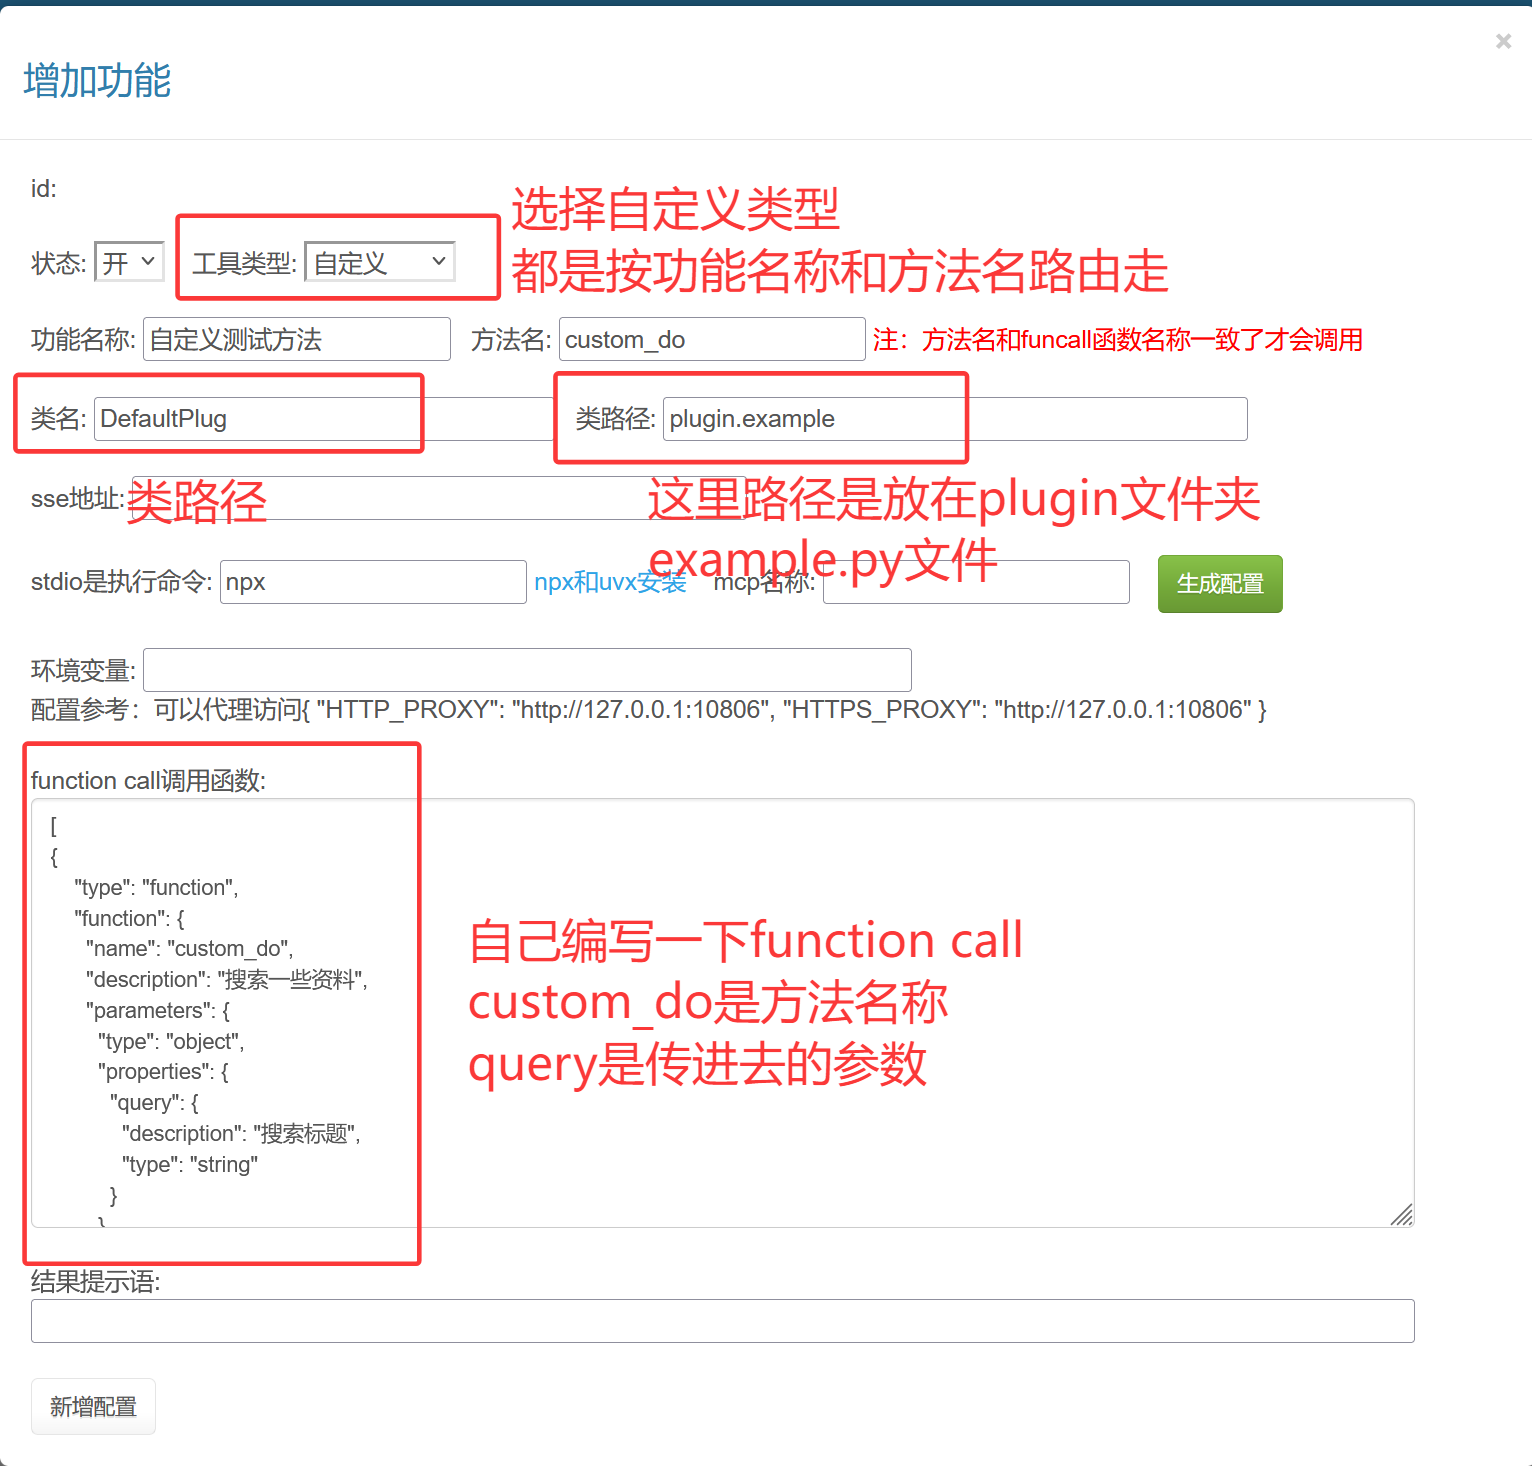 ×
增加功能
id:
选择自定义类型
状态: 开 工具类型: 自定义
都是按功能名称和方法名路由走
功能名称: 自定义测试方法 方法名: custom_do 注：方法名和funcall函数名称一致了才会调用
类名: DefaultPlug 类路径: plugin.example
sse地址: 类路径 这里路径是放在plugin文件夹
example.py文件
stdio是执行命令: npx npx和uvx安装 mcp名称: 生成配置
环境变量:
配置参考：可以代理访问{ "HTTP_PROXY": "http://127.0.0.1:10806", "HTTPS_PROXY": "http://127.0.0.1:10806" }
function call调用函数:
[
{
"type": "function",
"function": {
"name": "custom_do",
"description": "搜索一些资料",
"parameters": {
"type": "object",
"properties": {
"query": {
"description": "搜索标题",
"type": "string"
}
}
自己编写一下function call
custom_do是方法名称
query是传进去的参数
结果提示语:
新增配置